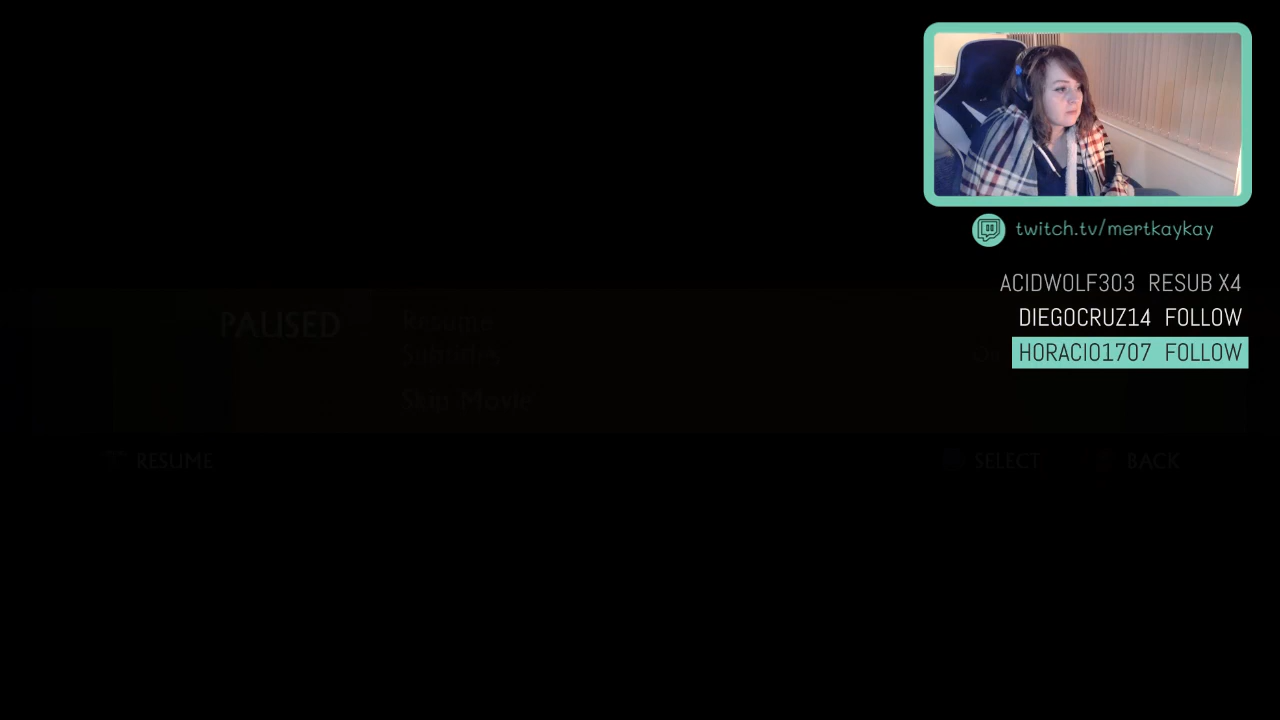 twitch.tv/mertkaykay
ACIDWOLF303 RESUB X4
DIEGOCRUZ14 FOLLOW
HORACIO1707 FOLLOW
PAUSED
Resume
Subtitles
Skip Movie
RESUME
SELECT
BACK